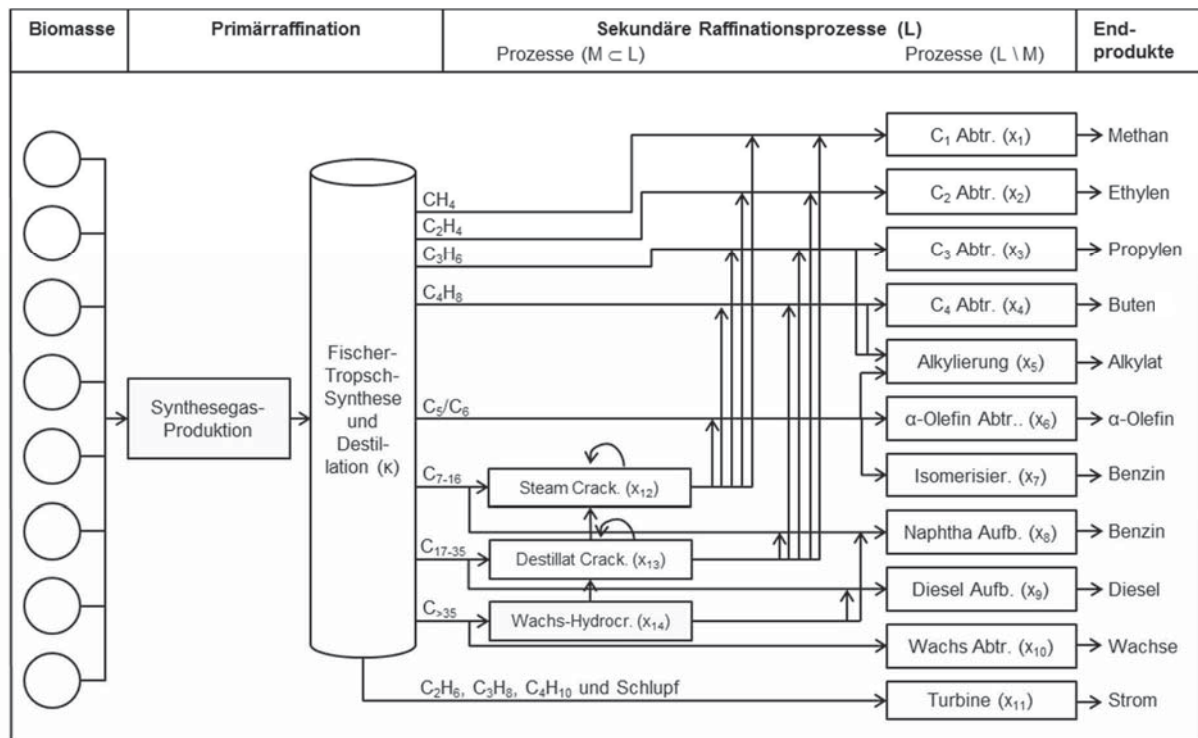 Biomasse
Primärraffination
Sekundäre Raffinationsprozesse (L)
Prozesse (M ⊂ L)
Prozesse (L \ M)
End-
produkte
CH₄
C₂H₄
C₃H₆
C₄H₈
C₅/C₆
C₇₋₁₆
C₁₇₋₃₅
C>₃₅
Synthesegas-
Produktion
Fischer-
Tropsch-
Synthese
und
Destil-
lation (κ)
Steam Crack. (x₁₂)
Destillat Crack. (x₁₃)
Wachs-Hydrocr. (x₁₄)
C₂H₆, C₃H₈, C₄H₁₀ und Schlupf
C₁ Abtr. (x₁)
Methan
C₂ Abtr. (x₂)
Ethylen
C₃ Abtr. (x₃)
Propylen
C₄ Abtr. (x₄)
Buten
Alkylierung (x₅)
Alkylat
α-Olefin Abtr.. (x₆)
α-Olefin
Isomerisier. (x₇)
Benzin
Naphtha Aufb. (x₈)
Benzin
Diesel Aufb. (x₉)
Diesel
Wachs Abtr. (x₁₀)
Wachse
Turbine (x₁₁)
Strom